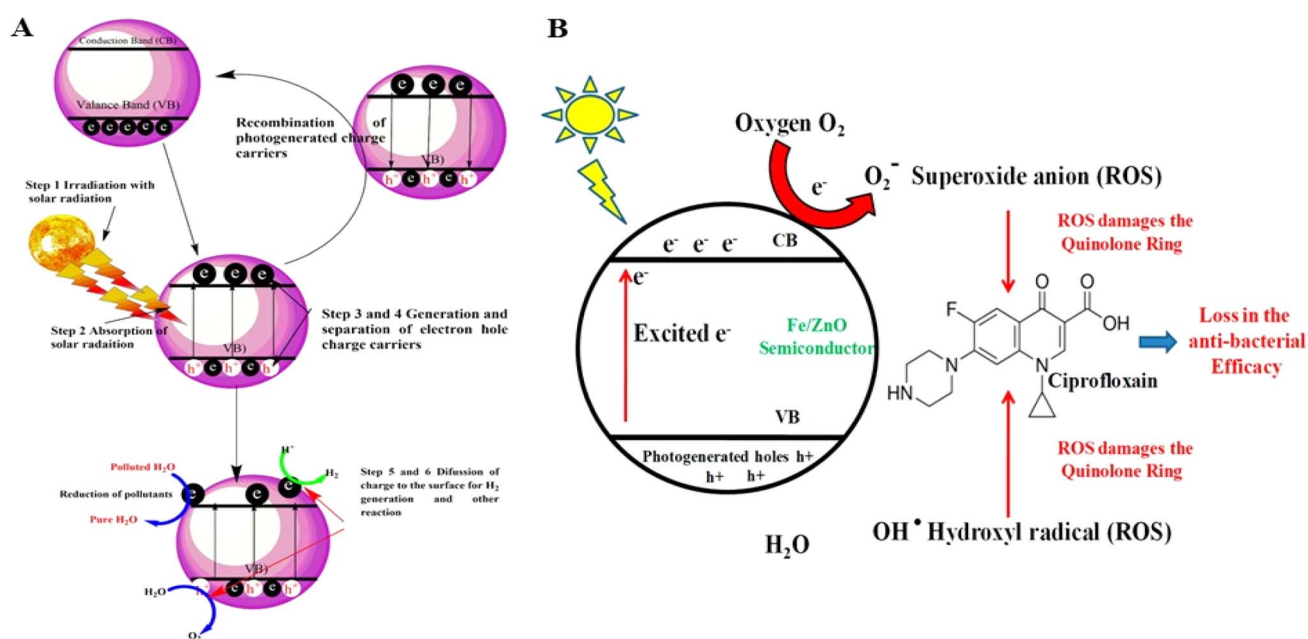 A
Conduction Band (CB)
Valance Band (VB)
e e e e e
Recombination of
photogenerated charge
carriers
e e e
VB)
h⁺ e h⁺ e h⁺
Step 1 Irradiation with
solar radiation
Step 2 Absorption of
solar radaition
e e e
VB)
h⁺ e h⁺ e h⁺
Step 3 and 4 Generation and
separation of electron hole
charge carriers
Polluted H₂O
Reduction of pollutants
Pure H₂O
H⁺
H₂
e e e
Step 5 and 6 Difussion of
charge to the surface for H₂
generation and other
reaction
VB)
h⁺ e h⁺ e h⁺
H₂O
O₂
B
Oxygen O₂
e⁻
O₂⁻ Superoxide anion (ROS)
e⁻ e⁻ e⁻ CB
e⁻
Excited e⁻
Fe/ZnO
Semiconductor
VB
Photogenerated holes h+
h+ h+
H₂O
ROS damages the
Quinolone Ring
O O
F
OH
N
N
HN
Ciprofloxain
Loss in the
anti-bacterial
Efficacy
ROS damages the
Quinolone Ring
OH• Hydroxyl radical (ROS)